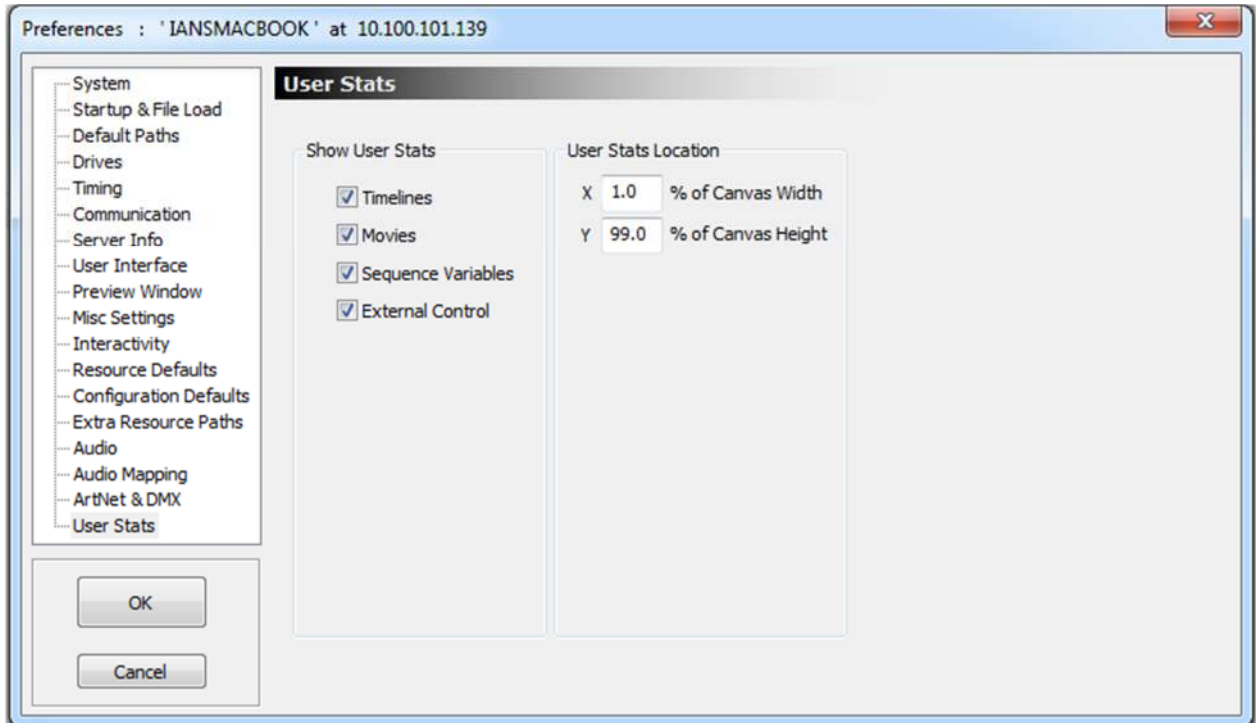 Preferences : ' IANSMACBOOK ' at 10.100.101.139
System
Startup & File Load
Default Paths
Drives
Timing
Communication
Server Info
User Interface
Preview Window
Misc Settings
Interactivity
Resource Defaults
Configuration Defaults
Extra Resource Paths
Audio
Audio Mapping
ArtNet & DMX
User Stats
OK
Cancel
User Stats
Show User Stats
Timelines
Movies
Sequence Variables
External Control
User Stats Location
X 1.0 % of Canvas Width
Y 99.0 % of Canvas Height